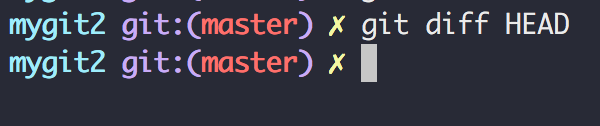 mygit2 git:(master) ✗ git diff HEAD
mygit2 git:(master) ✗